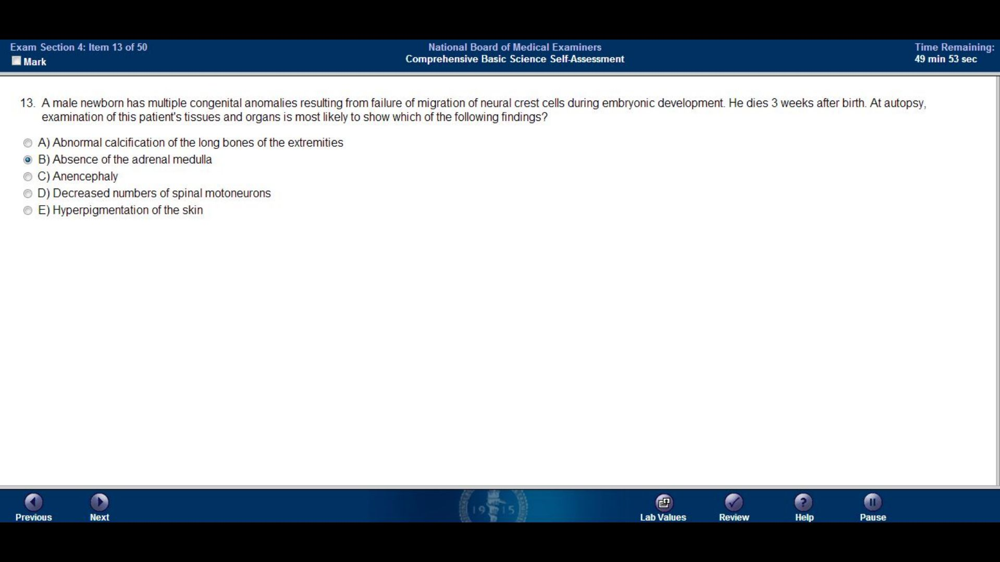 Exam Section 4: Item 13 of 50
National Board of Medical Examiners
Time Remaining:
Mark
Comprehensive Basic Science Self-Assessment
49 min 53 sec
13. A male newborn has multiple congenital anomalies resulting from failure of migration of neural crest cells during embryonic development. He dies 3 weeks after birth. At autopsy,
examination of this patient's tissues and organs is most likely to show which of the following findings?
A) Abnormal calcification of the long bones of the extremities
B) Absence of the adrenal medulla
C) Anencephaly
D) Decreased numbers of spinal motoneurons
E) Hyperpigmentation of the skin
1915
Previous
Next
Lab Values
Review
Help
Pause